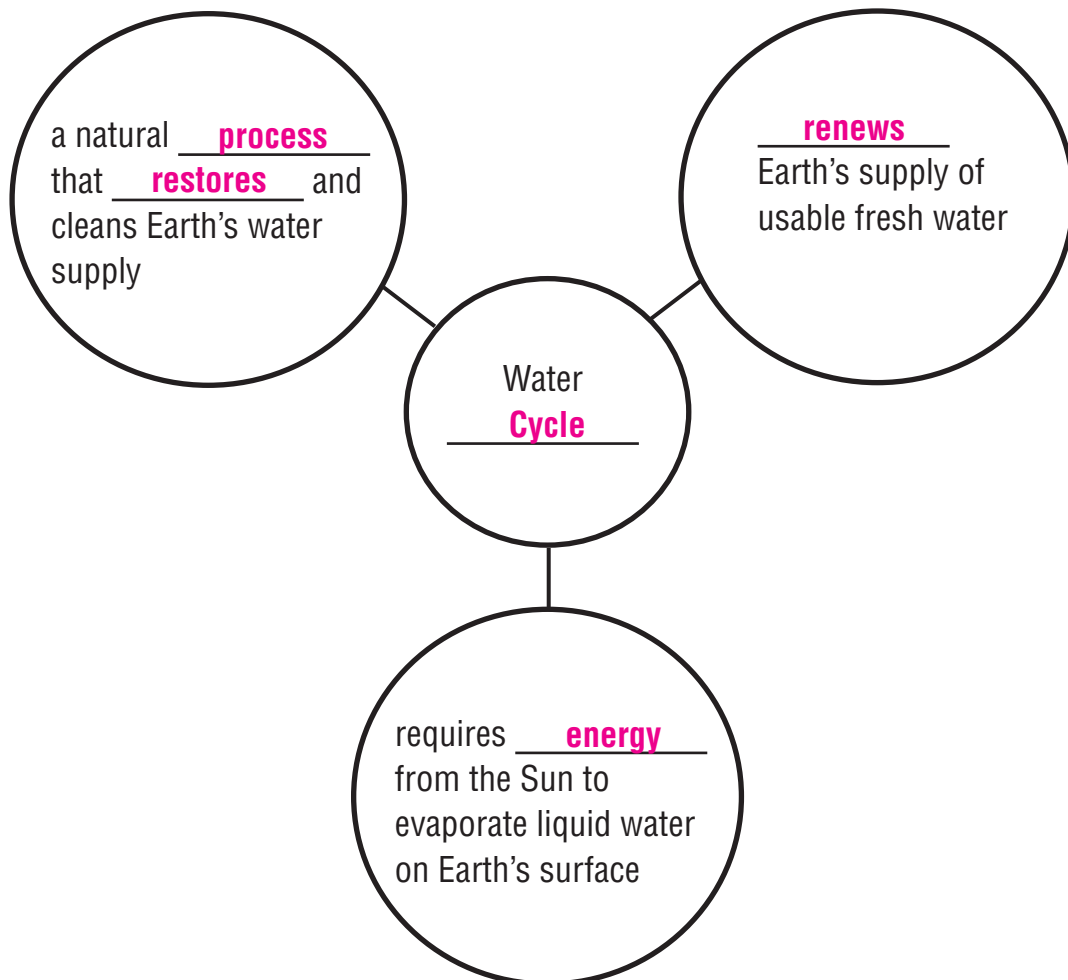 a natural process
that restores and
cleans Earth’s water
supply
renews
Earth’s supply of
usable fresh water
Water
Cycle
requires energy
from the Sun to
evaporate liquid water
on Earth’s surface